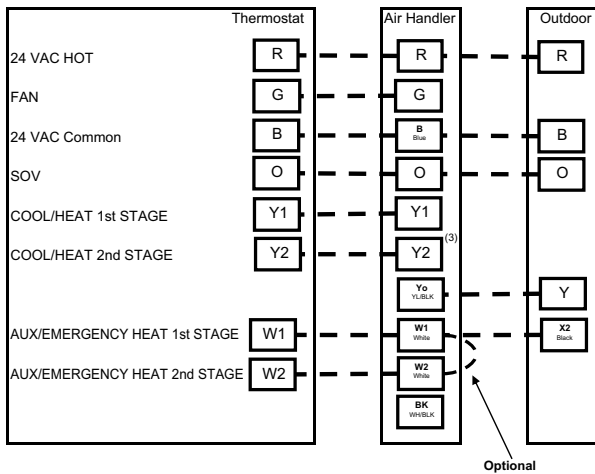 Thermostat Air Handler Outdoor
24 VAC HOT R R R
FAN G G
24 VAC Common B B B
Blue
SOV O O O
COOL/HEAT 1st STAGE Y1 Y1
(3)
COOL/HEAT 2nd STAGE Y2 Y2
Yo Y
YL/BLK
AUX/EMERGENCY HEAT 1st STAGE W1 W1 X2
White Black
AUX/EMERGENCY HEAT 2nd STAGE W2 W2
White
BK
WH/BLK
Optional